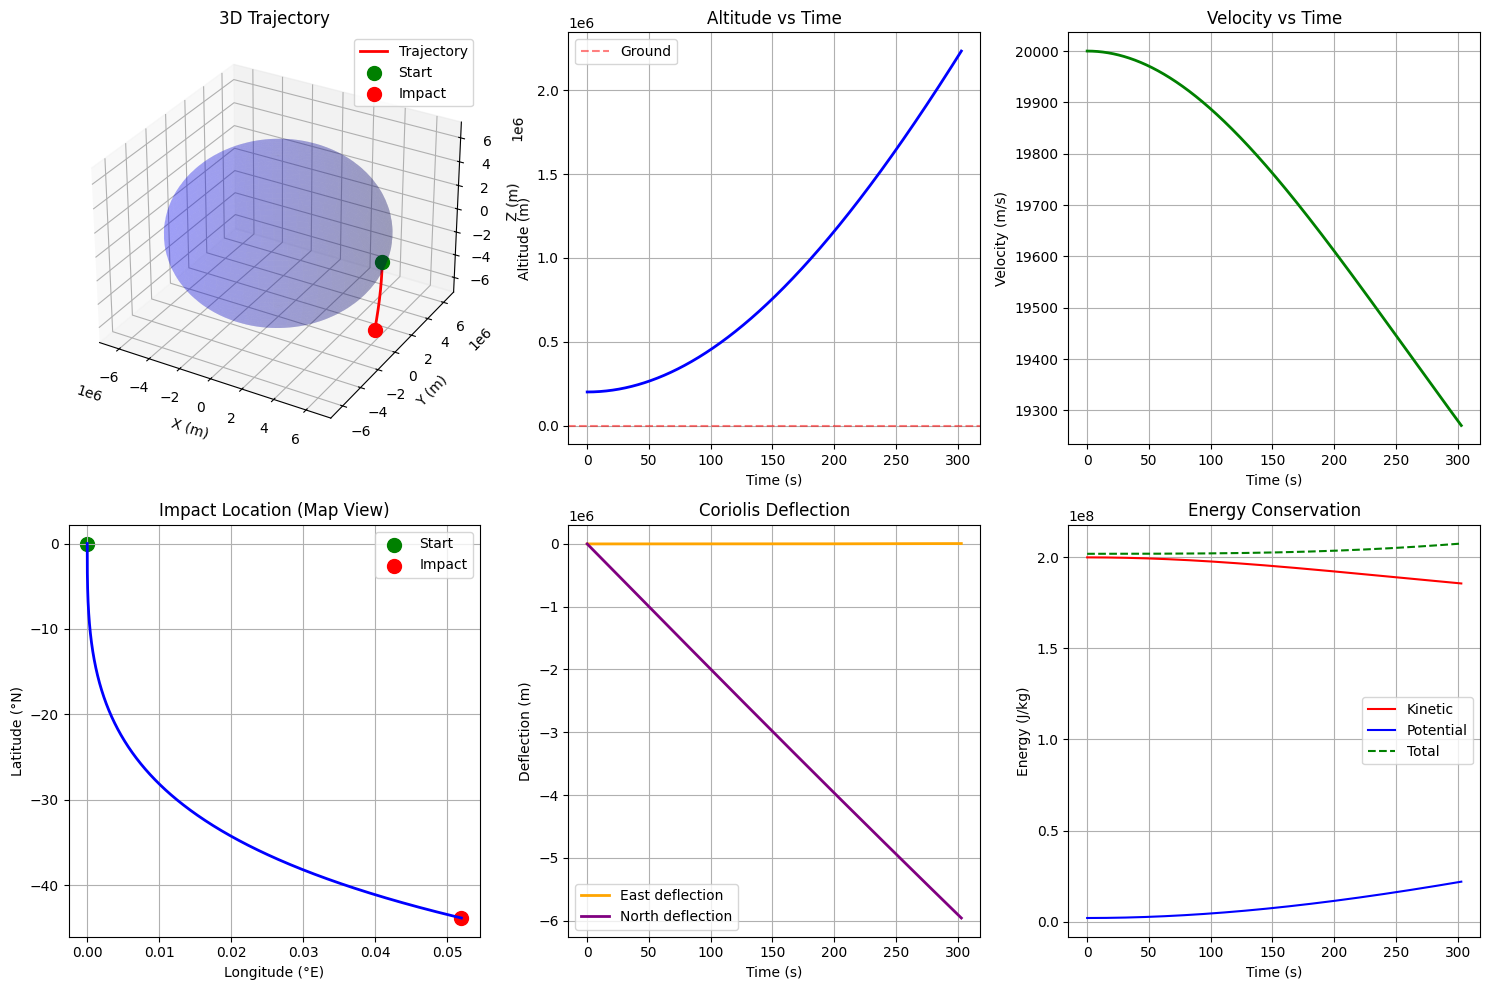 3D Trajectory
Trajectory
Start
Impact
1e6
6
4
2
0
−2
−4
−6
Z (m)
1e6
6
4
2
0
−2
−4
−6
Y (m)
1e6
−6
−4
−2
0
2
4
6
X (m)
Altitude vs Time
1e6
Ground
2.0
1.5
1.0
0.5
0.0
Altitude (m)
0
50
100
150
200
250
300
Time (s)
Velocity vs Time
20000
19900
19800
19700
19600
19500
19400
19300
Velocity (m/s)
0
50
100
150
200
250
300
Time (s)
Impact Location (Map View)
Start
Impact
0
−10
−20
−30
−40
Latitude (°N)
0.00
0.01
0.02
0.03
0.04
0.05
Longitude (°E)
Coriolis Deflection
1e6
0
−1
−2
−3
−4
−5
−6
Deflection (m)
East deflection
North deflection
0
50
100
150
200
250
300
Time (s)
Energy Conservation
1e8
2.0
1.5
1.0
0.5
0.0
Energy (J/kg)
Kinetic
Potential
Total
0
50
100
150
200
250
300
Time (s)